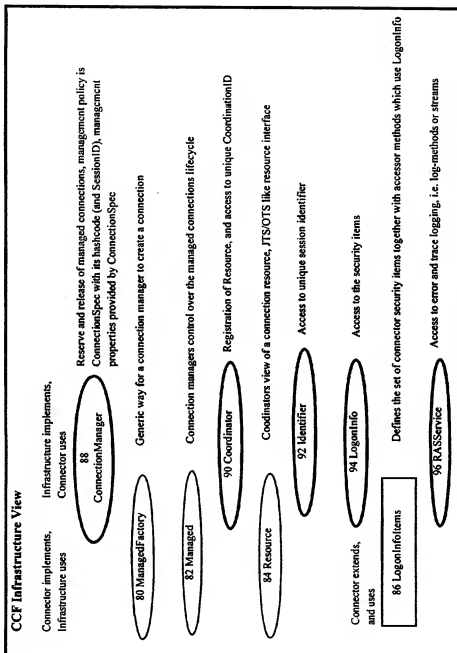 CCF Infrastructure View
Connector implements,
Infrastructure uses
Infrastructure implements,
Connector uses
88
ConnectionManager
Reserve and release of managed connections, management policy is
ConnectionSpec with its hashcode (and SessionID), management
properties provided by ConnectionSpec
80 ManagedFactory
Generic way for a connection manager to create a connection
82 Managed
Connection managers control over the managed connections lifecycle
90 Coordinator
Registration of Resource, and access to unique CoordinationID
84 Resource
Coodinators view of a connection resource, JTS/OTS like resource interface
92 Identifier
Access to unique session identifier
94 LogonInfo
Access to the security items
Connector extends,
and uses
86 LogonInfoItems
Defines the set of connector security items together with accessor methods which use LogonInfo
96 RASService
Access to error and trace logging, i.e. log-methods or streams